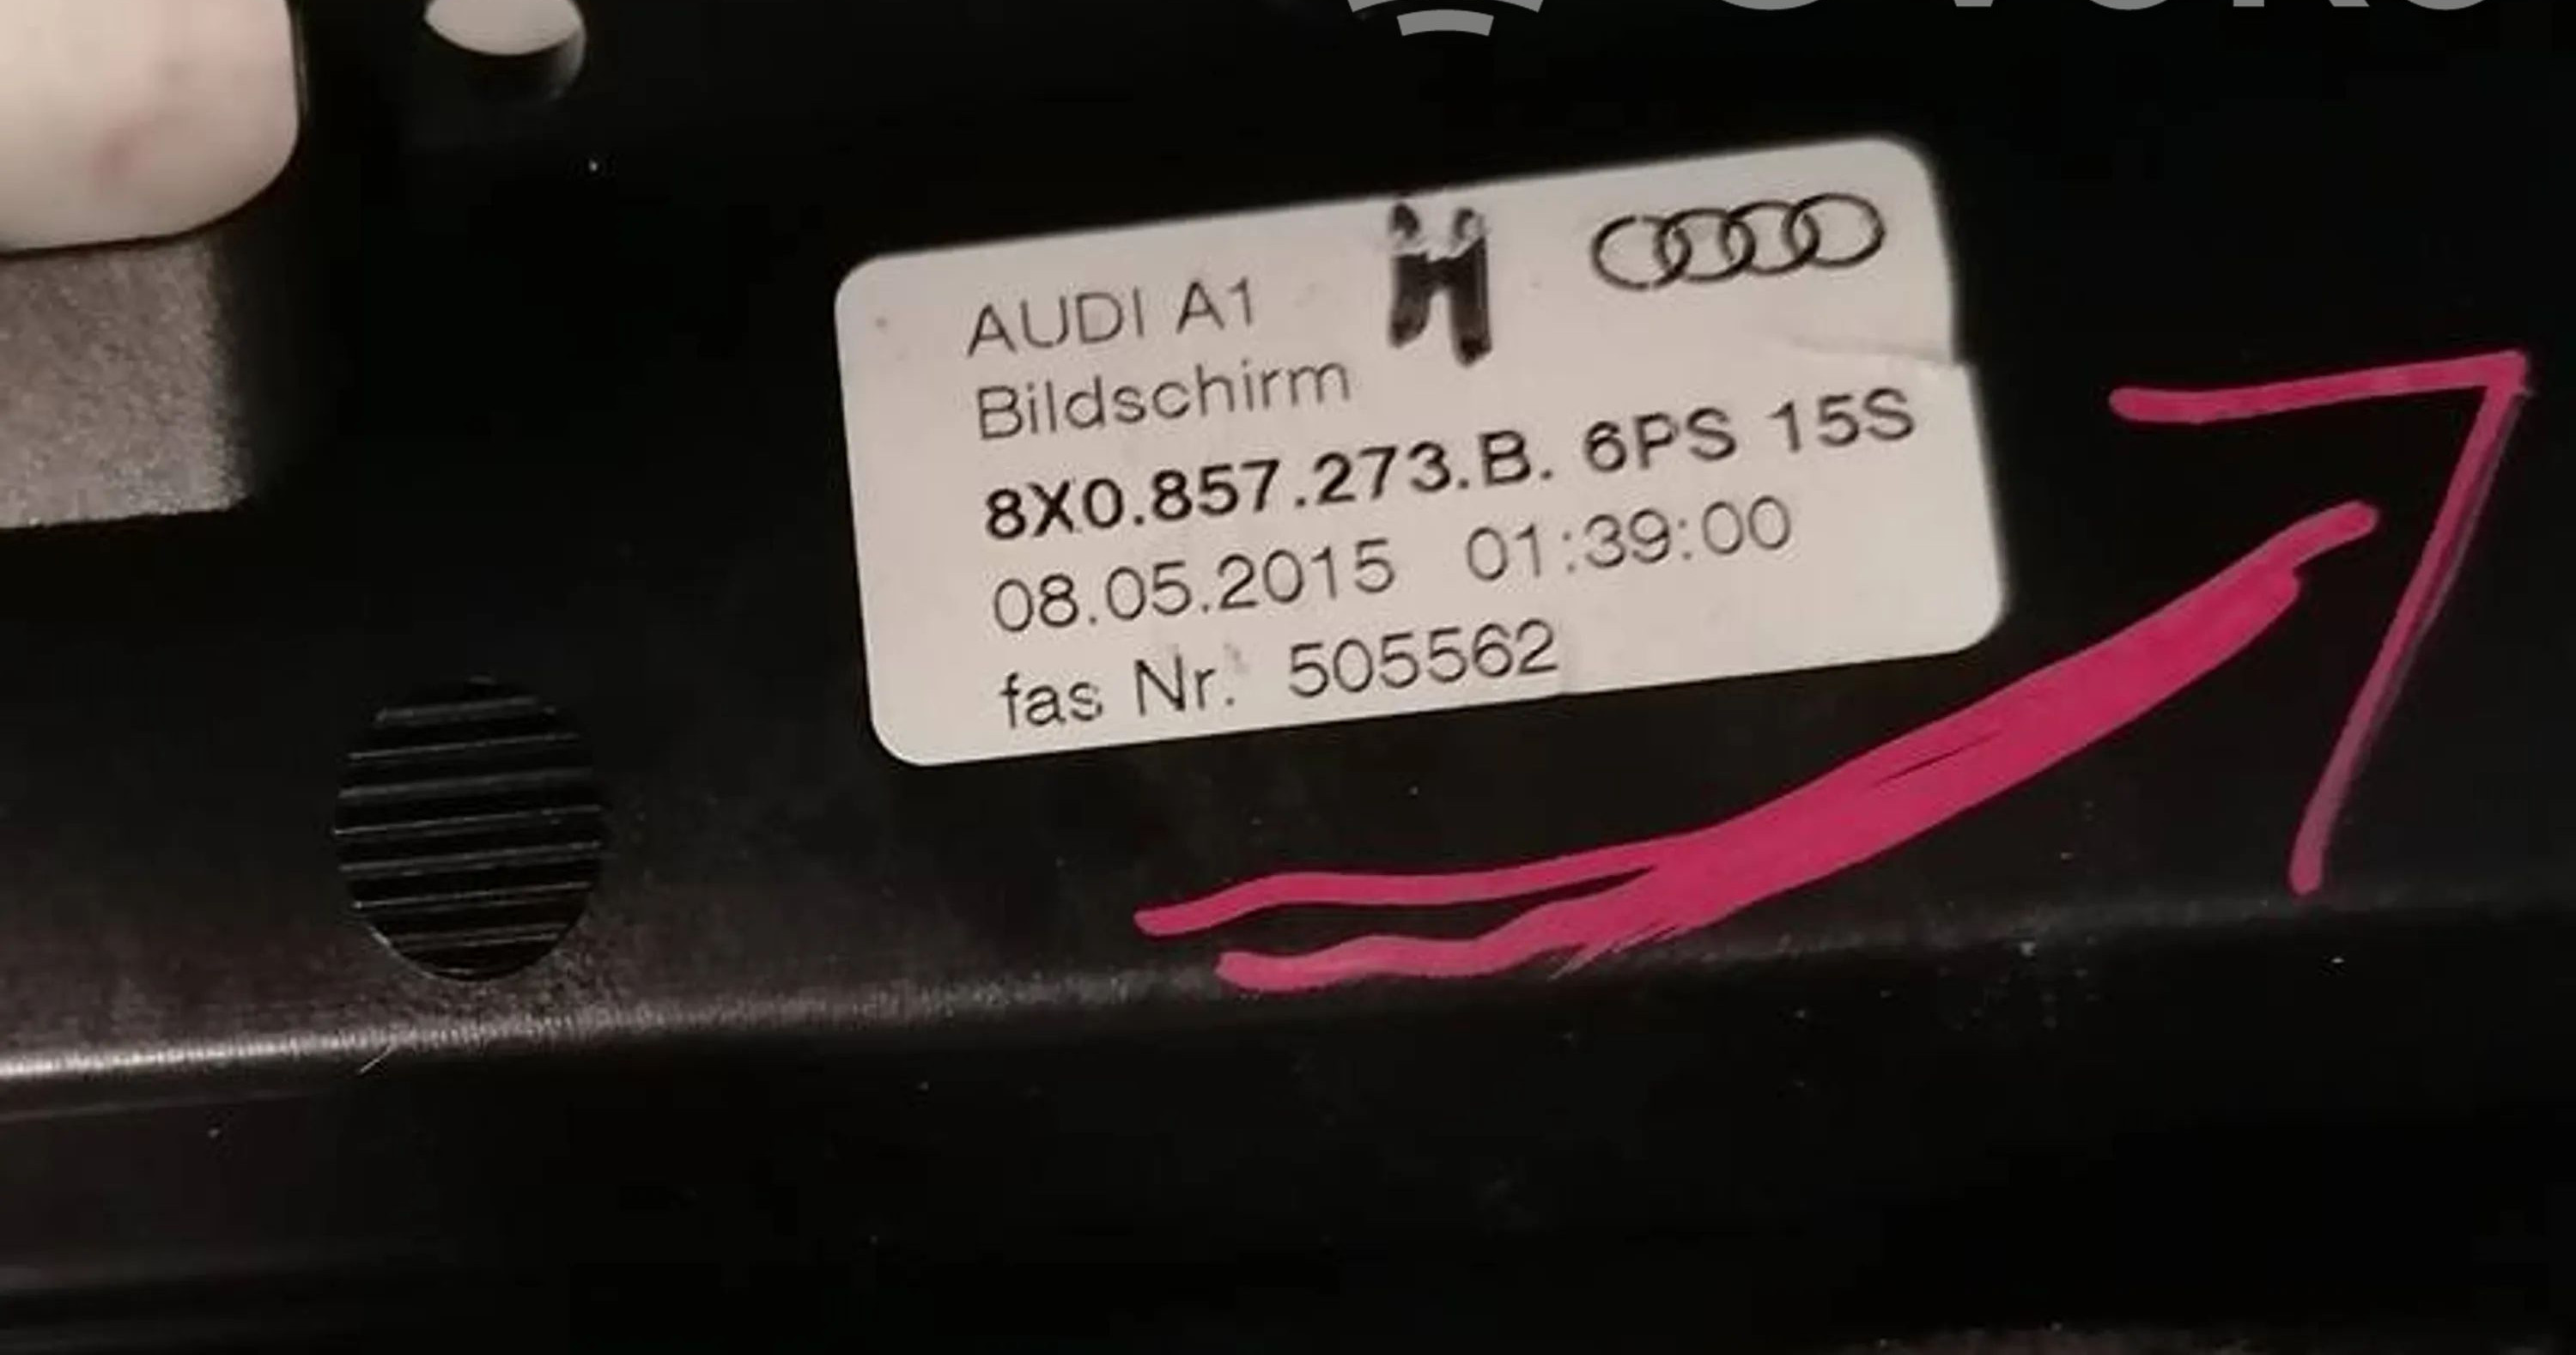 AUDI A1
Bildschirm
8X0.857.273.B. 6PS 15S
08.05.2015 01:39:00
fas Nr. 505562